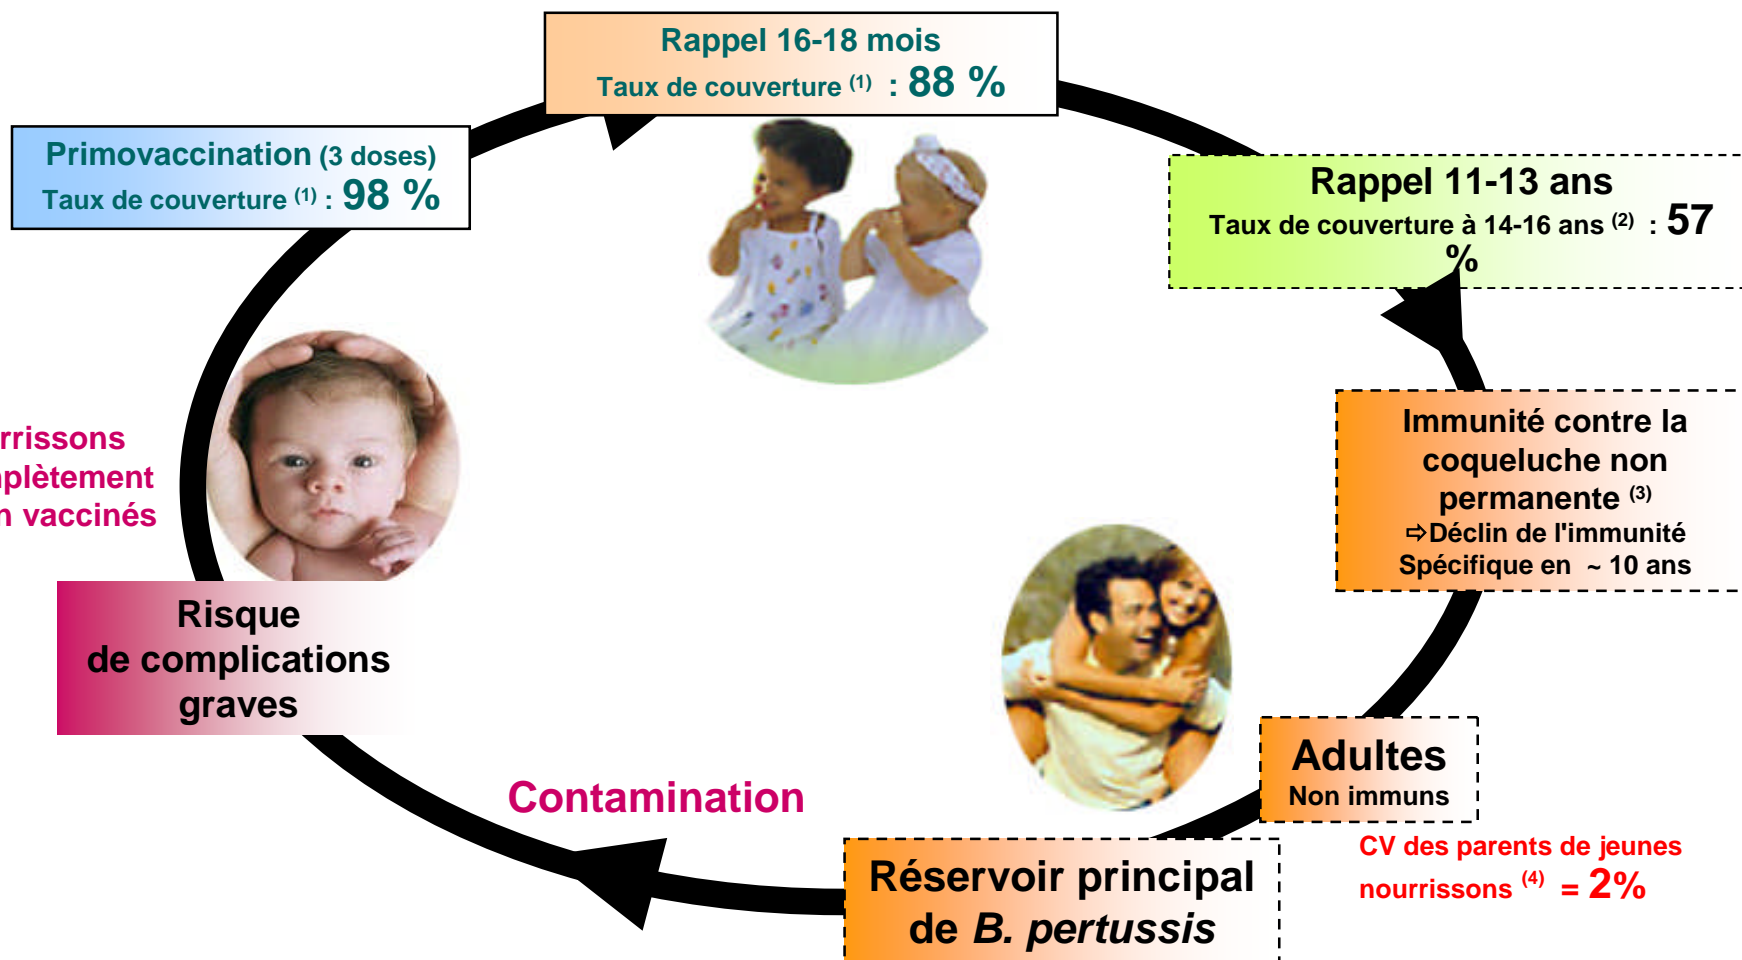 Rappel 16-18 mois
Taux de couverture (1) : 88 %
Primovaccination (3 doses)
Taux de couverture (1) : 98 %
Rappel 11-13 ans
Taux de couverture à 14-16 ans (2) : 57
%
Immunité contre la
coqueluche non
permanente (3)
⇨Déclin de l'immunité
Spécifique en ~ 10 ans
vaccinés
Risque
de complications
graves
Adultes
Non immuns
Contamination
CV des parents de jeunes
nourrissons (4) = 2%
Réservoir principal
de B. pertussis